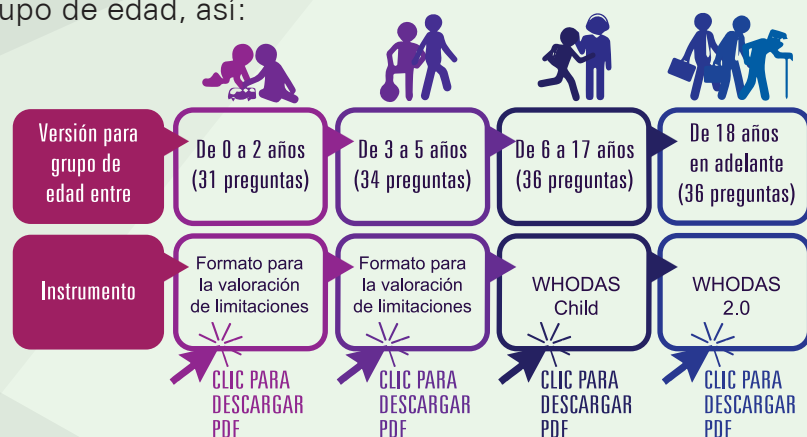 upo de edad, así:
Versión para
grupo de
edad entre
De 0 a 2 años
(31 preguntas)
De 3 a 5 años
(34 preguntas)
De 6 a 17 años
(36 preguntas)
De 18 años
en adelante
(36 preguntas)
Instrumento
Formato para
la valoración
de limitaciones
Formato para
la valoración
de limitaciones
WHODAS
Child
WHODAS
2.0
CLIC PARA
DESCARGAR
PDF
CLIC PARA
DESCARGAR
PDF
CLIC PARA
DESCARGAR
PDF
CLIC PARA
DESCARGAR
PDF